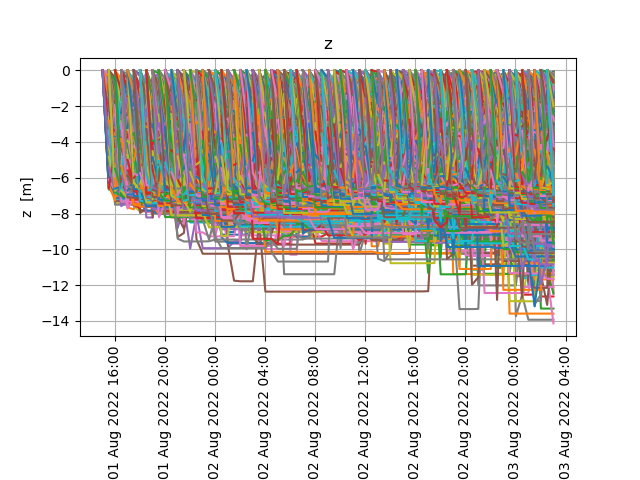 z
0
−2
−4
−6
−8
−10
−12
−14
z [m]
01 Aug 2022 16:00
01 Aug 2022 20:00
02 Aug 2022 00:00
02 Aug 2022 04:00
02 Aug 2022 08:00
02 Aug 2022 12:00
02 Aug 2022 16:00
02 Aug 2022 20:00
03 Aug 2022 00:00
03 Aug 2022 04:00